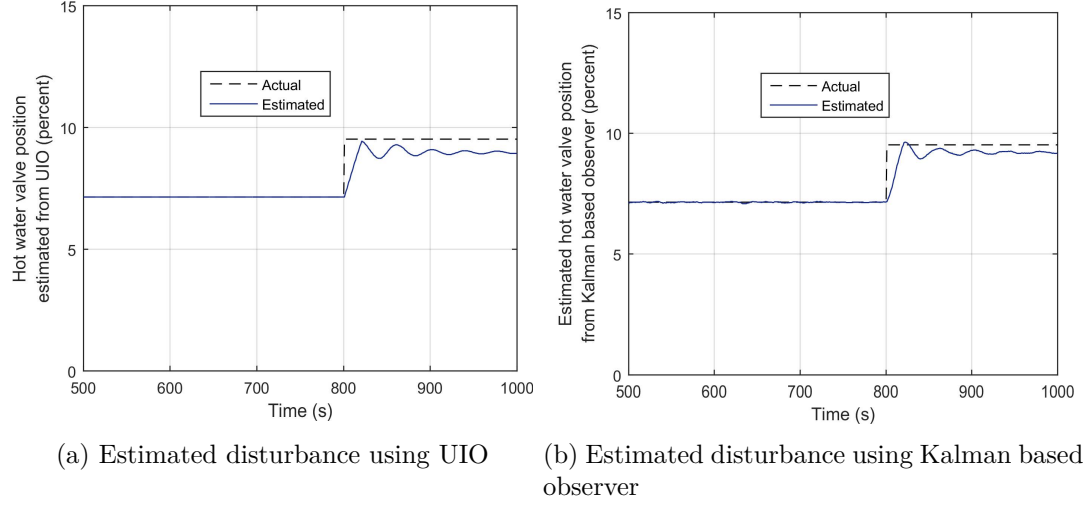 15
10
5
0
500
600
700
800
900
1000
Time (s)
Hot water valve position
estimated from UIO (percent)
Actual
Estimated
(a) Estimated disturbance using UIO
15
10
5
0
500
600
700
800
900
1000
Time (s)
Estimated hot water valve position
from Kalman based observer (percent)
Actual
Estimated
(b) Estimated disturbance using Kalman based
observer